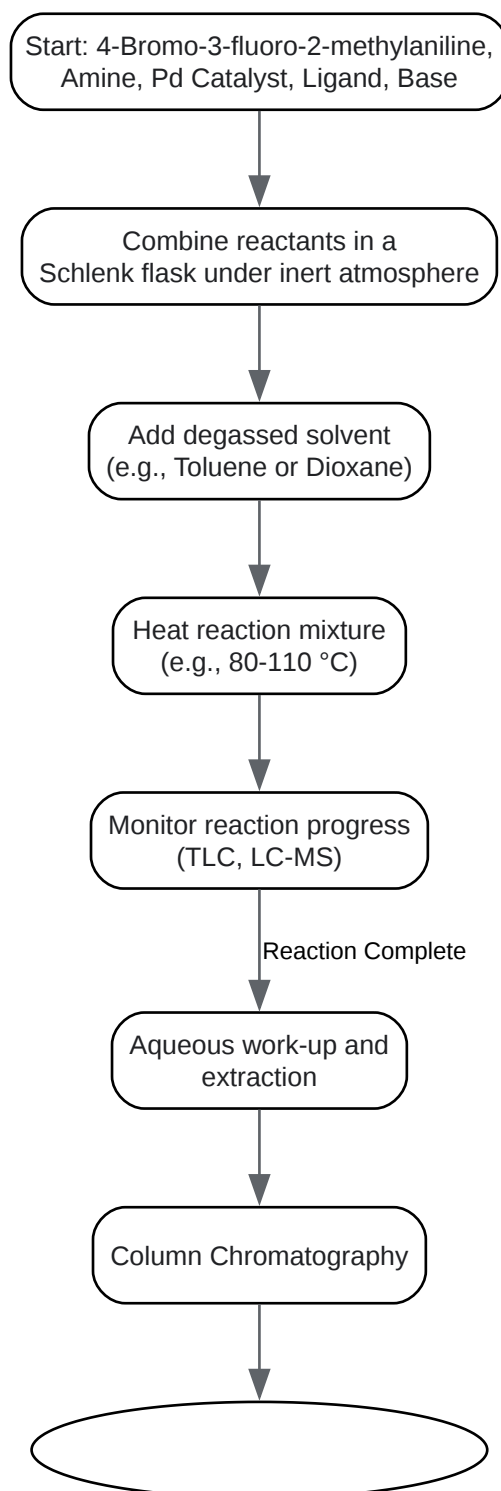 Start: 4-Bromo-3-fluoro-2-methylaniline,
Amine, Pd Catalyst, Ligand, Base
Combine reactants in a
Schlenk flask under inert atmosphere
Add degassed solvent
(e.g., Toluene or Dioxane)
Heat reaction mixture
(e.g., 80-110 °C)
Monitor reaction progress
(TLC, LC-MS)
Reaction Complete
Aqueous work-up and
extraction
Column Chromatography